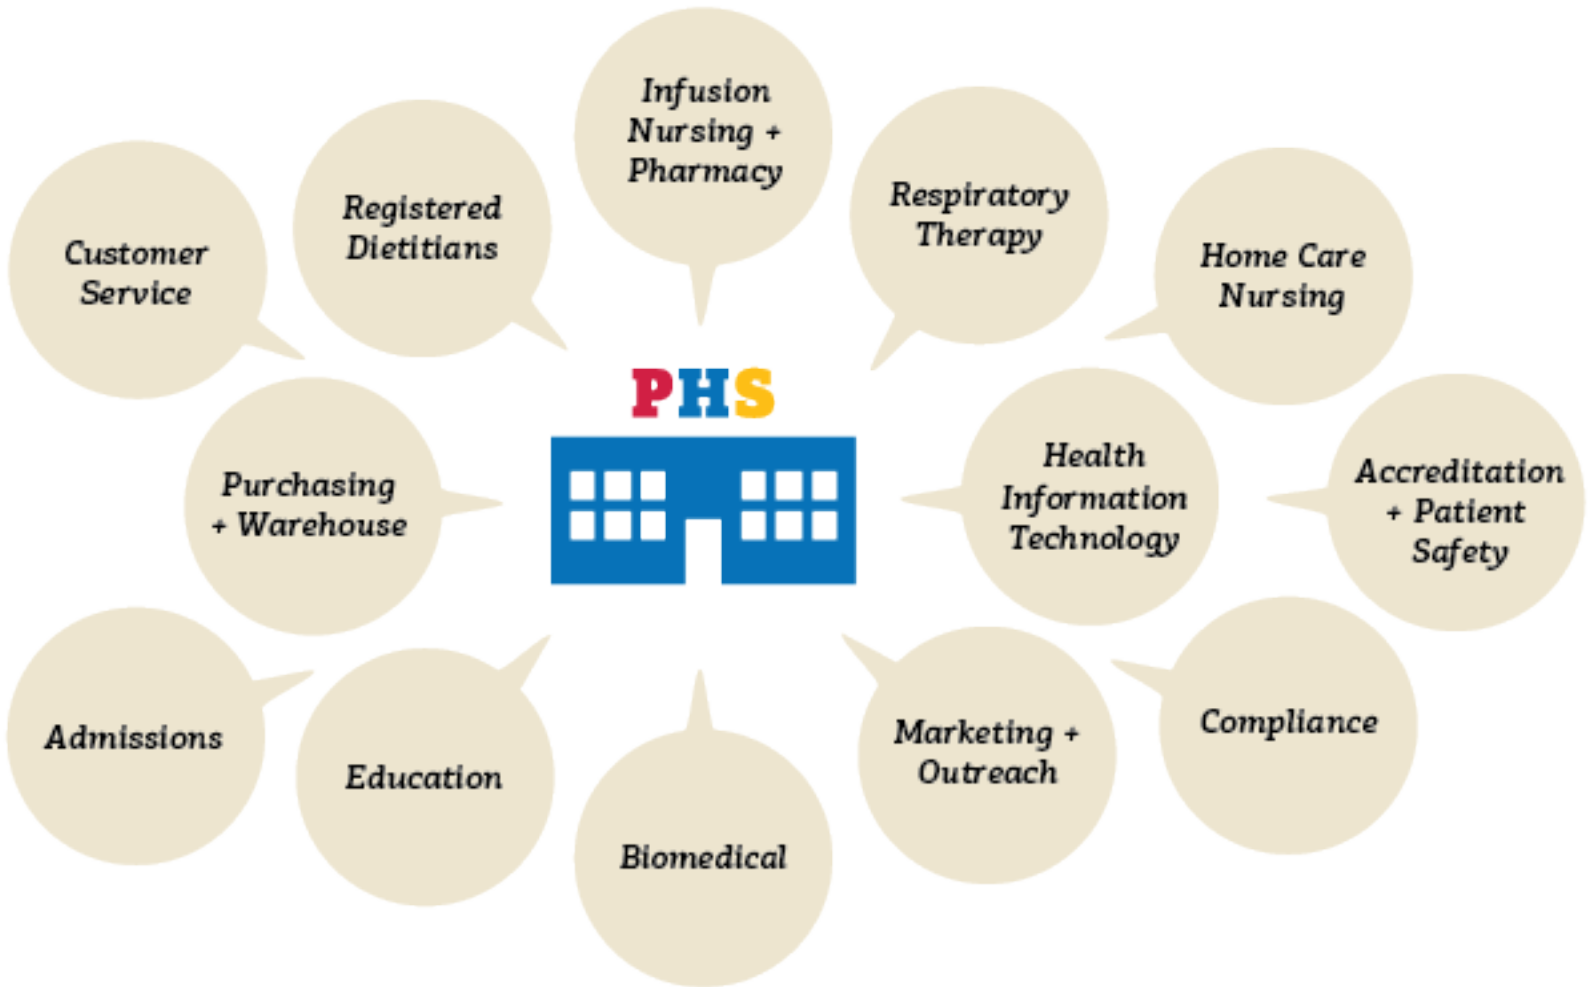 Infusion
Nursing +
Pharmacy
Respiratory
Therapy
Registered
Dietitians
Customer
Service
Home Care
Nursing
PHS
Purchasing
+ Warehouse
Health
Information
Technology
Accreditation
+ Patient
Safety
Admissions
Education
Biomedical
Marketing +
Outreach
Compliance